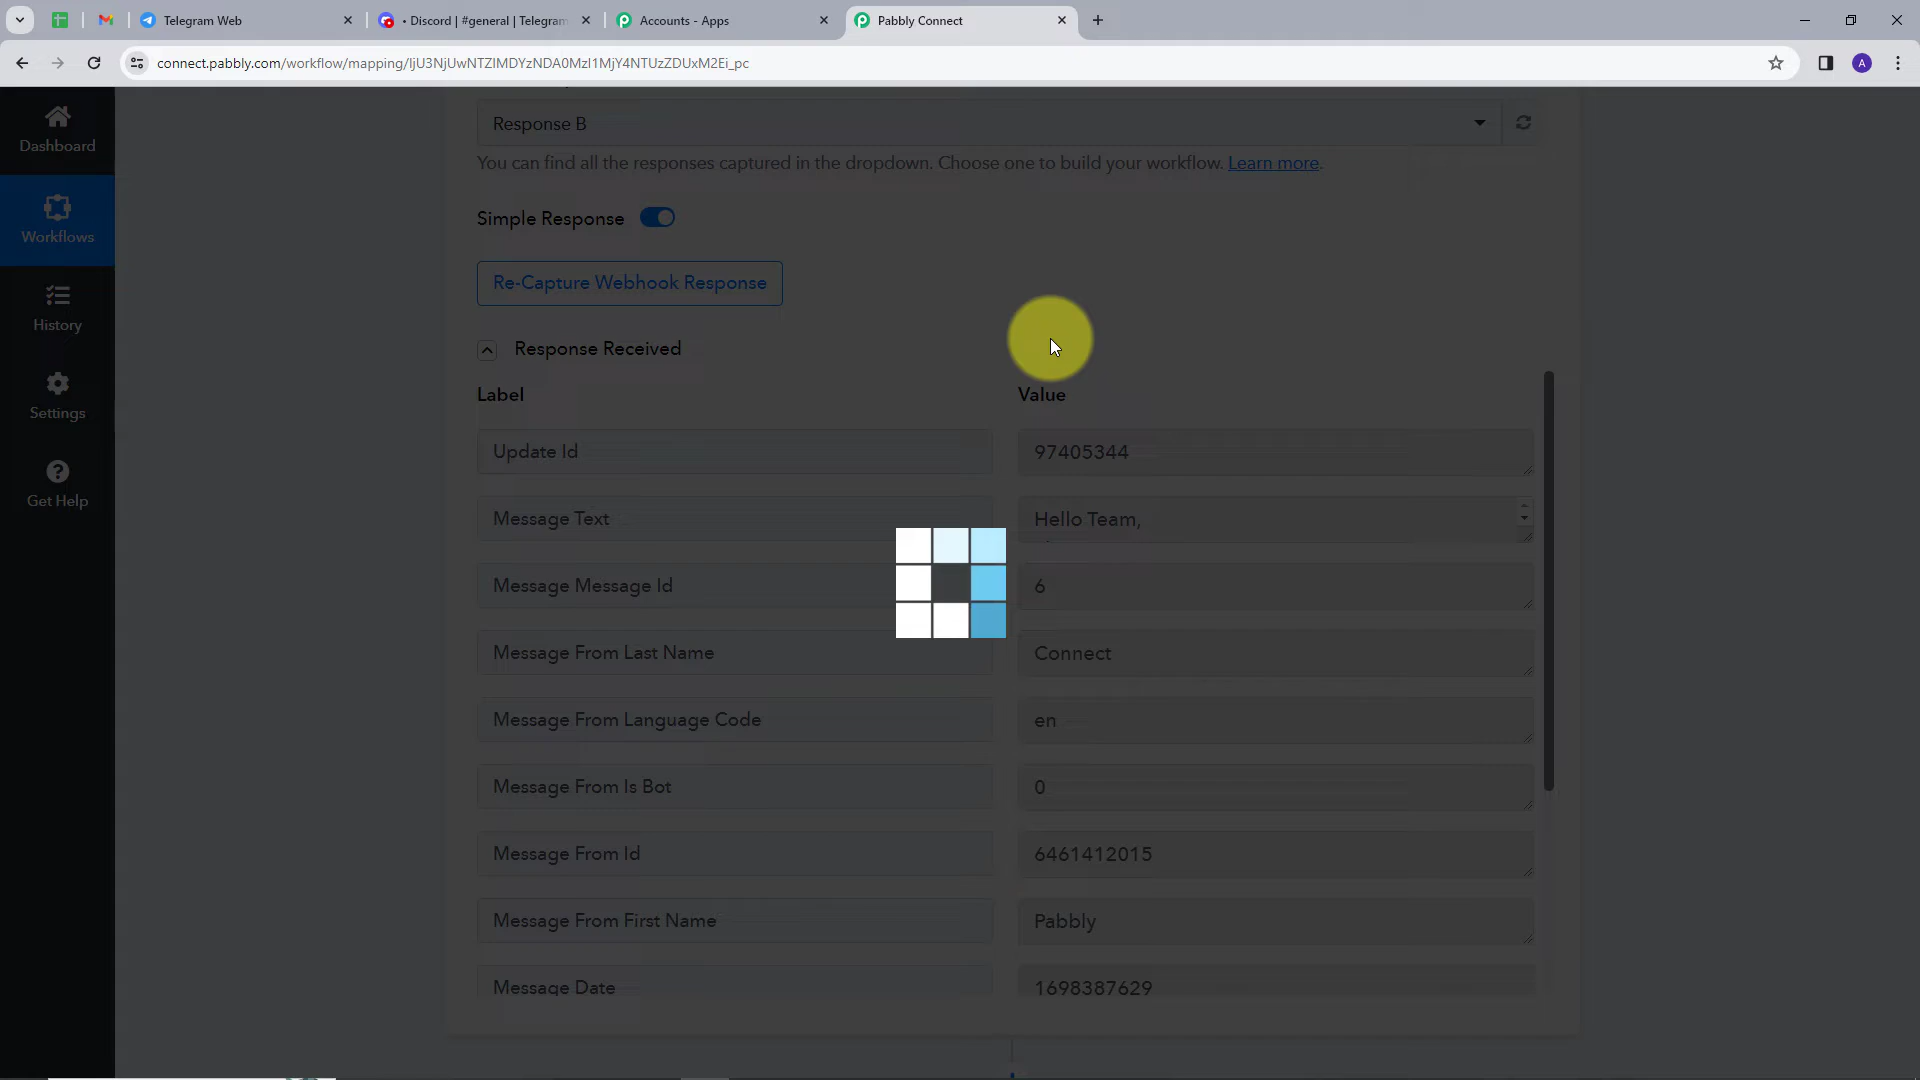 Telegram Web
• Discord | #general | Telegram
Accounts - Apps
Pabbly Connect
connect.pabbly.com/workflow/mapping/IjU3NjUwNTZlMDYzNDA0MzI1MjY4NTUzZDUxM2Ei_pc
A
Dashboard
Workflows
History
Settings
Get Help
Response B
You can find all the responses captured in the dropdown. Choose one to build your workflow. Learn more.
Simple Response
Re-Capture Webhook Response
Response Received
Label Value
Update Id 97405344
Message Text Hello Team,
Message Message Id 6
Message From Last Name Connect
Message From Language Code en
Message From Is Bot 0
Message From Id 6461412015
Message From First Name Pabbly
Message Date 1698387629